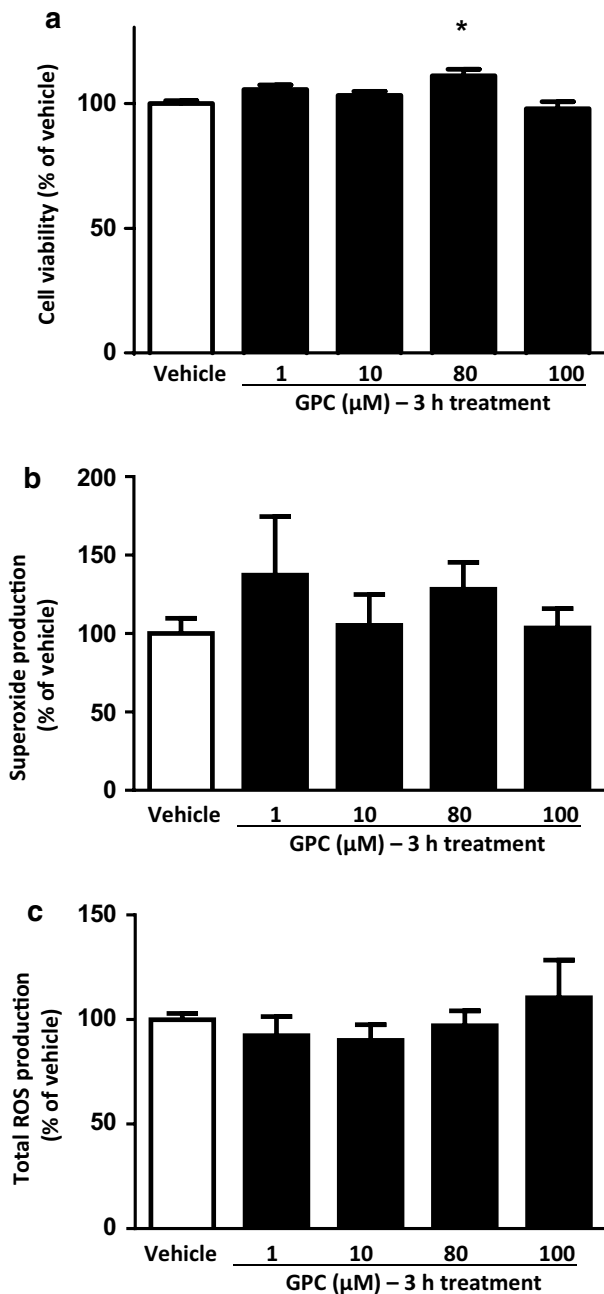 a
*
Cell viability (% of vehicle)
100
50
0
Vehicle 1 10 80 100
GPC (µM) – 3 h treatment
b
Superoxide production
(% of vehicle)
200
150
100
50
0
Vehicle 1 10 80 100
GPC (µM) – 3 h treatment
c
Total ROS production
(% of vehicle)
150
100
50
0
Vehicle 1 10 80 100
GPC (µM) – 3 h treatment